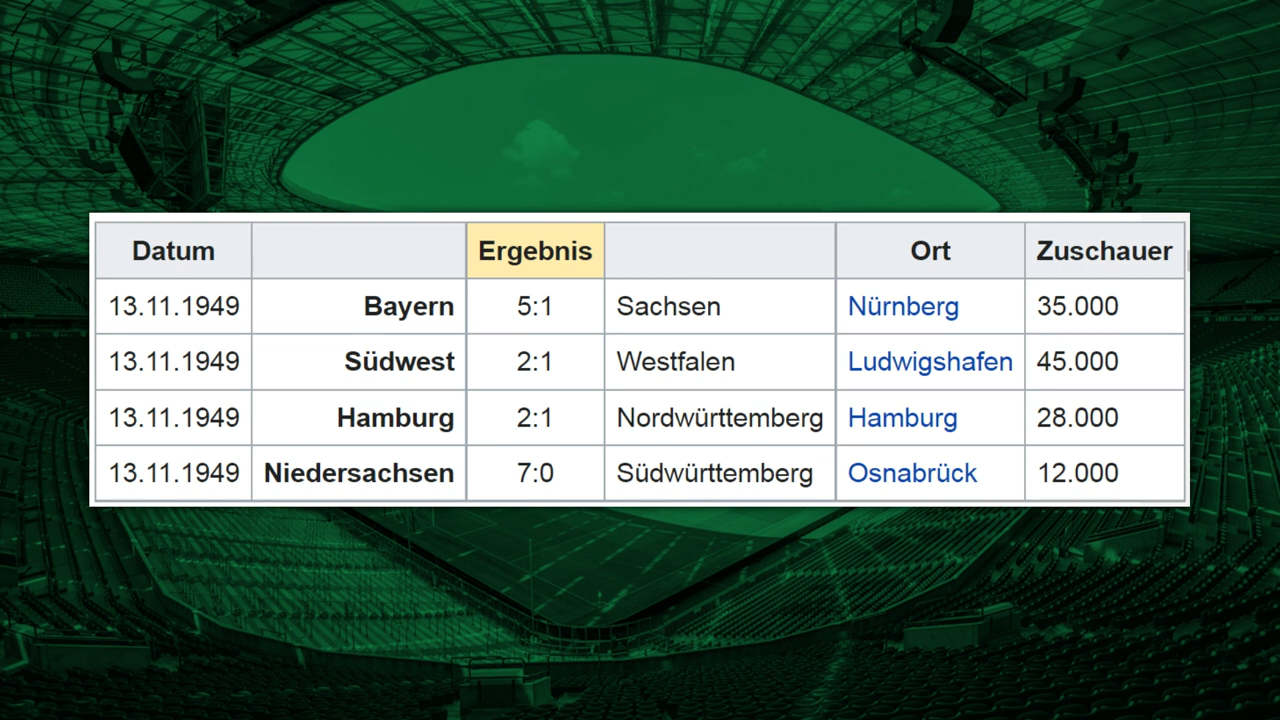 Datum Ergebnis Ort Zuschauer
13.11.1949 Bayern 5:1 Sachsen Nürnberg 35.000
13.11.1949 Südwest 2:1 Westfalen Ludwigshafen 45.000
13.11.1949 Hamburg 2:1 Nordwürttemberg Hamburg 28.000
13.11.1949 Niedersachsen 7:0 Südwürttemberg Osnabrück 12.000